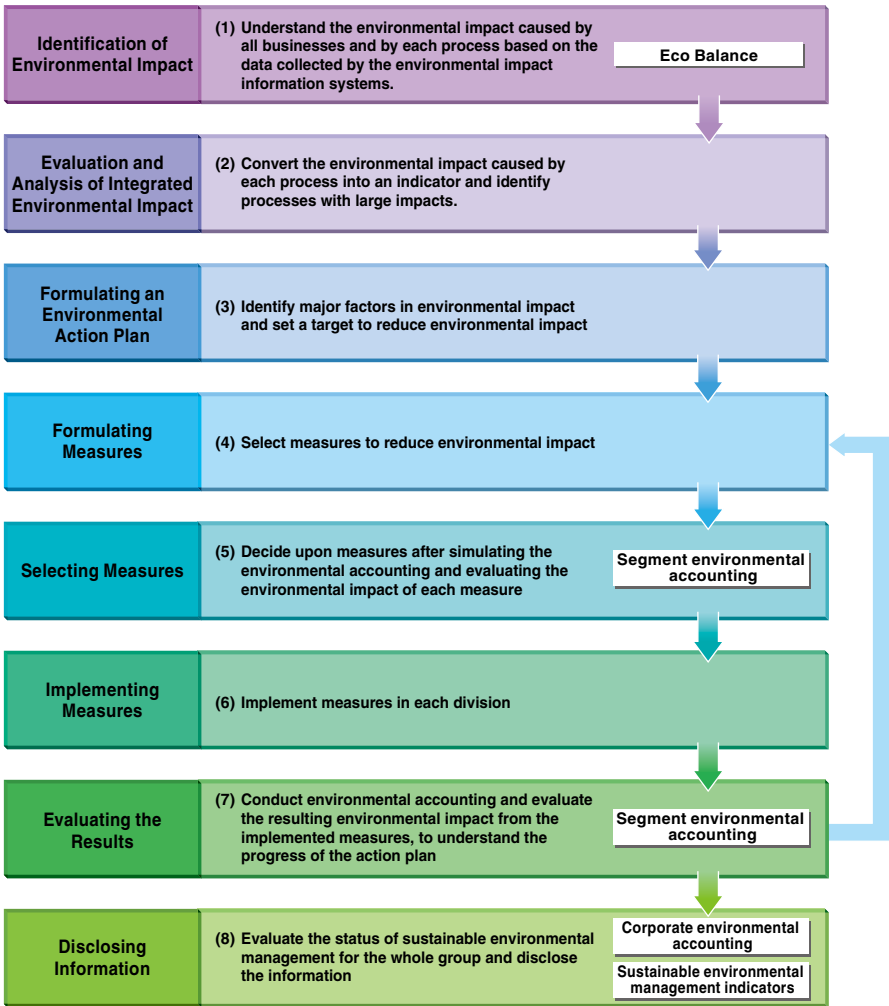 Identification of
Environmental Impact
(1) Understand the environmental impact caused by
all businesses and by each process based on the
data collected by the environmental impact
information systems.
Eco Balance
Evaluation and
Analysis of Integrated
Environmental Impact
(2) Convert the environmental impact caused by
each process into an indicator and identify
processes with large impacts.
Formulating an
Environmental
Action Plan
(3) Identify major factors in environmental impact
and set a target to reduce environmental impact
Formulating
Measures
(4) Select measures to reduce environmental impact
Selecting Measures
(5) Decide upon measures after simulating the
environmental accounting and evaluating the
environmental impact of each measure
Segment environmental
accounting
Implementing
Measures
(6) Implement measures in each division
Evaluating the
Results
(7) Conduct environmental accounting and evaluate
the resulting environmental impact from the
implemented measures, to understand the
progress of the action plan
Segment environmental
accounting
Disclosing
Information
(8) Evaluate the status of sustainable environmental
management for the whole group and disclose
the information
Corporate environmental
accounting
Sustainable environmental
management indicators